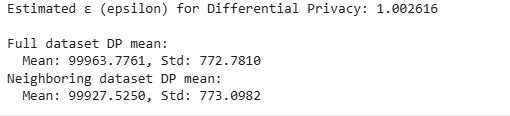 Estimated ε (epsilon) for Differential Privacy: 1.002616
Full dataset DP mean:
Mean: 99963.7761, Std: 772.7810
Neighboring dataset DP mean:
Mean: 99927.5250, Std: 773.0982